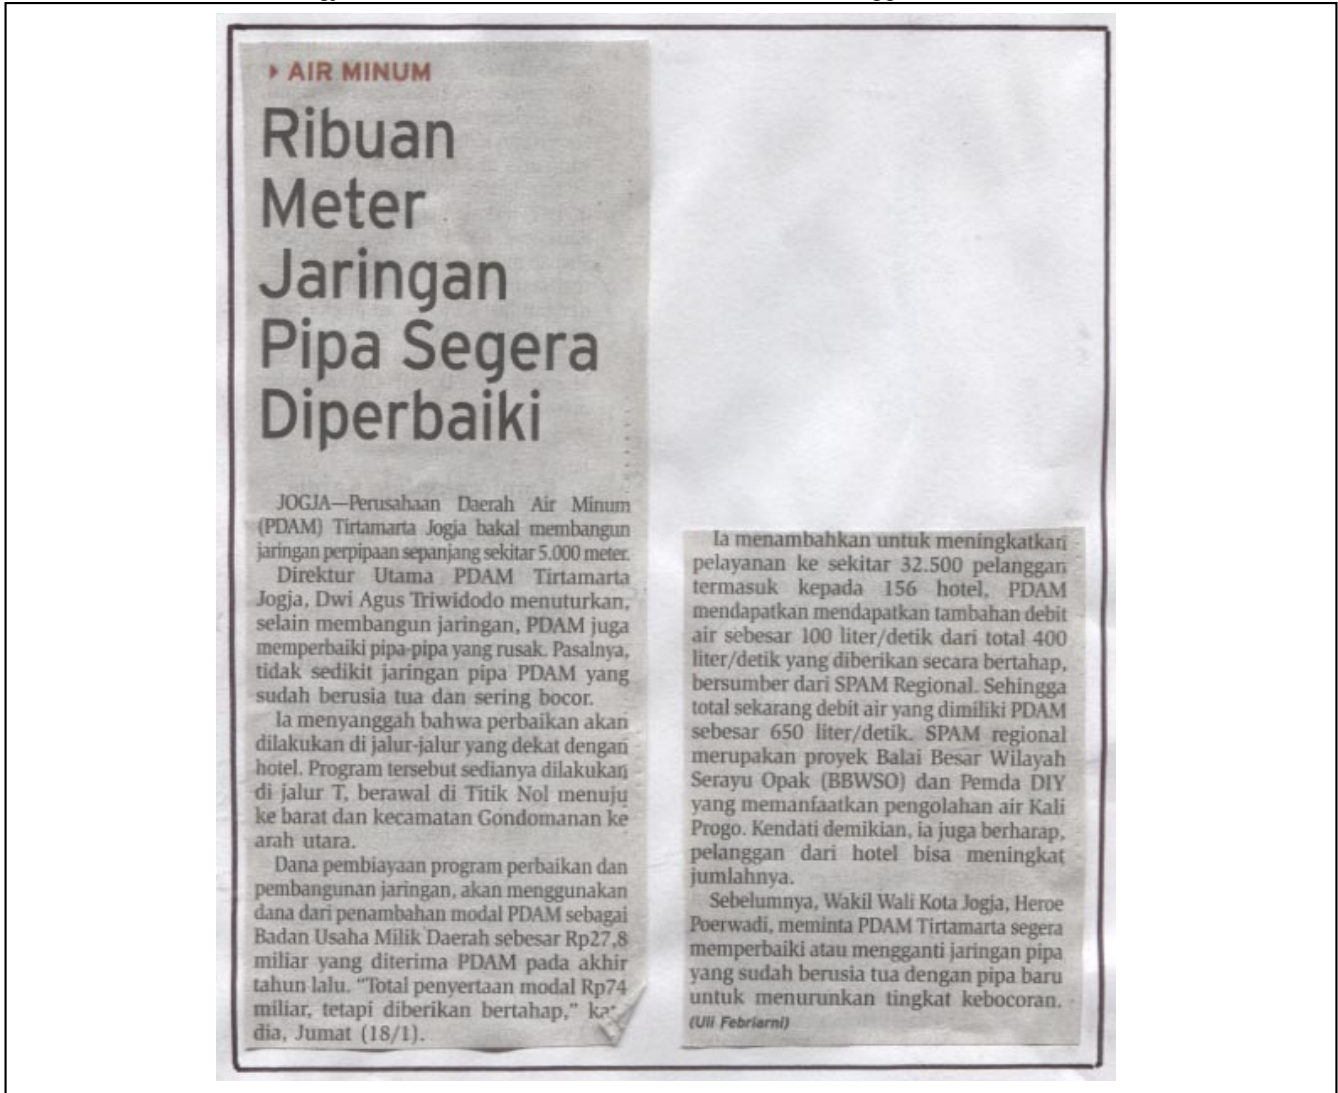 AIR MINUM
Ribuan
Meter
Jaringan
Pipa Segera
Diperbaiki
JOGJA—Perusahaan Daerah Air Minum
(PDAM) Tirtamarta Jogja bakal membangun
jaringan perpipaan sepanjang sekitar 5.000 meter.
Direktur Utama PDAM Tirtamarta
Jogja, Dwi Agus Triwidodo menuturkan,
selain membangun jaringan, PDAM juga
memperbaiki pipa-pipa yang rusak. Pasalnya,
tidak sedikit jaringan pipa PDAM yang
sudah berusia tua dan sering bocor.
Ia menyanggah bahwa perbaikan akan
dilakukan di jalur-jalur yang dekat dengan
hotel. Program tersebut sedianya dilakukan
di jalur T, berawal di Titik Nol menuju
ke barat dan kecamatan Gondomanan ke
arah utara.
Dana pembiayaan program perbaikan dan
pembangunan jaringan, akan menggunakan
dana dari penambahan modal PDAM sebagai
Badan Usaha Milik Daerah sebesar Rp27,8
miliar yang diterima PDAM pada akhir
tahun lalu. “Total penyertaan modal Rp74
miliar, tetapi diberikan bertahap,”
dia, Jumat (18/1).
Ia menambahkan untuk meningkatkan
pelayanan ke sekitar 32.500 pelanggan
termasuk kepada 156 hotel, PDAM
mendapatkan mendapatkan tambahan debit
air sebesar 100 liter/detik dari total 400
liter/detik yang diberikan secara bertahap,
bersumber dari SPAM Regional. Sehingga
total sekarang debit air yang dimiliki PDAM
sebesar 650 liter/detik. SPAM regional
merupakan proyek Balai Besar Wilayah
Serayu Opak (BBWSO) dan Pemda DIY
yang memanfaatkan pengolahan air Kali
Progo. Kendati demikian, ia juga berharap,
pelanggan dari hotel bisa meningkat
jumlahnya.
Sebelumnya, Wakil Wali Kota Jogja, Heroe
Poerwadi, meminta PDAM Tirtamarta segera
memperbaiki atau mengganti jaringan pipa
yang sudah berusia tua dengan pipa baru
untuk menurunkan tingkat kebocoran.
(Uli Febriarni)